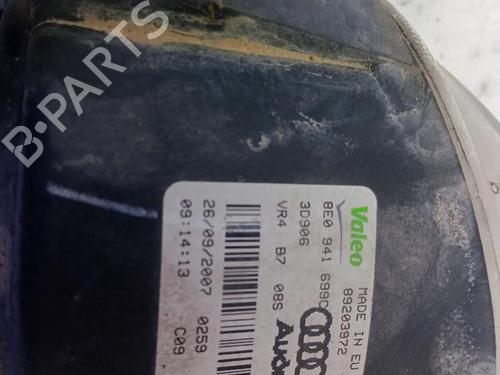 B-PARTS
Valeo MADE IN EU
89203972
8E0 941 699C
3D906
Audi
VR4 B7 08S
26/09/2007 0259
09:14:13 C09